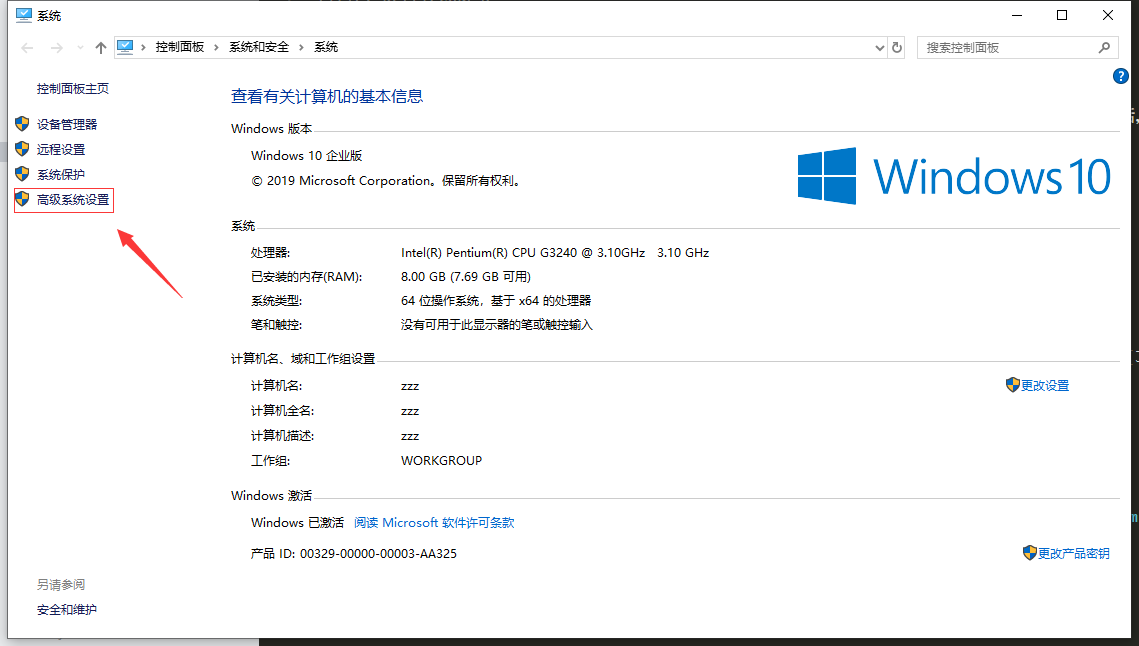 系统
控制面板 系统和安全 系统
搜索控制面板
?
控制面板主页
设备管理器
远程设置
系统保护
高级系统设置
查看有关计算机的基本信息
Windows 版本
Windows 10 企业版
© 2019 Microsoft Corporation。保留所有权利。
Windows 10
系统
处理器: Intel(R) Pentium(R) CPU G3240 @ 3.10GHz 3.10 GHz
已安装的内存(RAM): 8.00 GB (7.69 GB 可用)
系统类型: 64 位操作系统, 基于 x64 的处理器
笔和触控: 没有可用于此显示器的笔或触控输入
计算机名、域和工作组设置
计算机名: zzz
更改设置
计算机全名: zzz
计算机描述: zzz
工作组: WORKGROUP
Windows 激活
Windows 已激活 阅读 Microsoft 软件许可条款
产品 ID: 00329-00000-00003-AA325
更改产品密钥
另请参阅
安全和维护